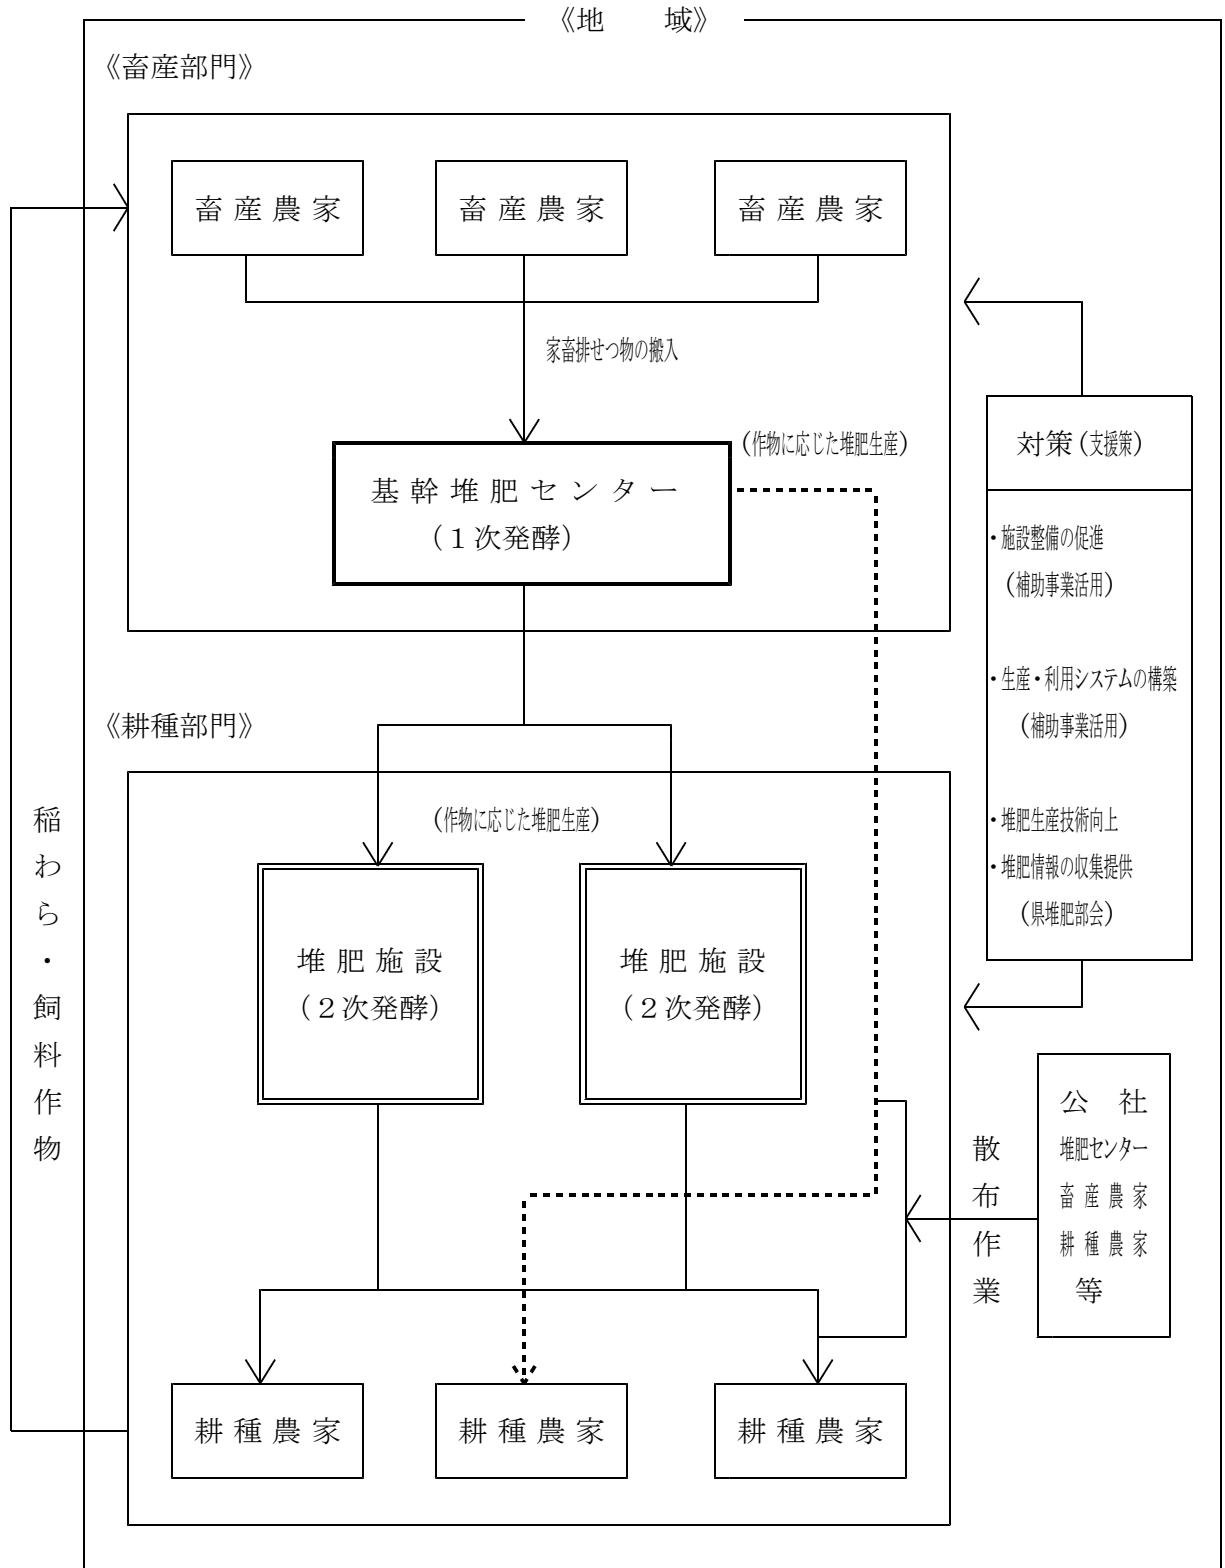 《地　域》
《畜産部門》
畜産農家
畜産農家
畜産農家
家畜排せつ物の搬入
(作物に応じた堆肥生産)
基幹堆肥センター
(１次発酵)
対策(支援策)
・施設整備の促進
(補助事業活用)
・生産・利用システムの構築
(補助事業活用)
・堆肥生産技術向上
・堆肥情報の収集提供
(県堆肥部会)
《耕種部門》
(作物に応じた堆肥生産)
堆肥施設
(２次発酵)
堆肥施設
(２次発酵)
稲わら・飼料作物
散布作業
公　社
堆肥センター
畜産農家
耕種農家
等
耕種農家
耕種農家
耕種農家